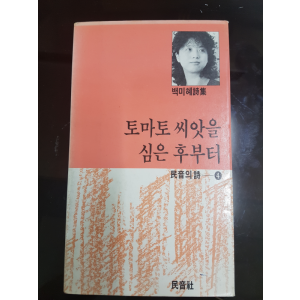 백미혜詩集
토마토 씨앗을
심은 후부터
民音의 詩 4
民音社